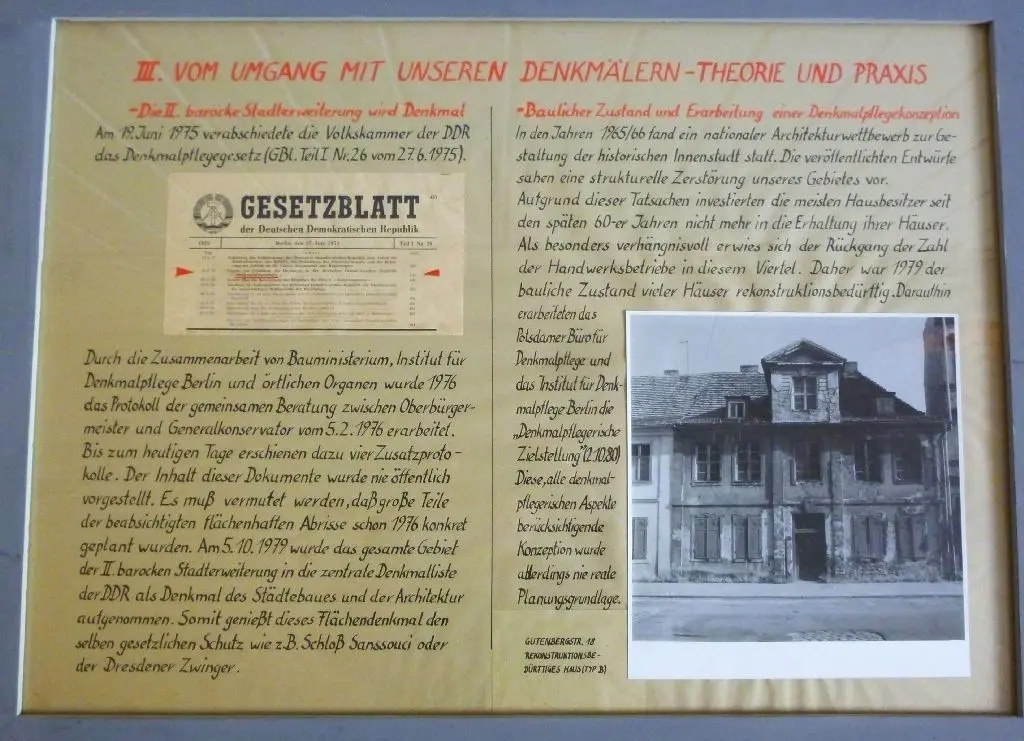 III. VOM UMGANG MIT UNSEREN DENKMÄLERN-THEORIE UND PRAXIS
-Die II. barocke Stadterweiterung wird Denkmal
Am 19. Juni 1975 verabschiedete die Volkskammer der DDR
das Denkmalpflegegesetz (GBl. Teil I Nr. 26 vom 27.6.1975).
GESETZBLATT
der Deutschen Demokratischen Republik
1975 Berlin, den 27. Juni 1975 Teil I Nr. 26
Durch die Zusammenarbeit von Bauministerium, Institut für
Denkmalpflege Berlin und örtlichen Organen wurde 1976
das Protokoll der gemeinsamen Beratung zwischen Oberbürger-
meister und Generalkonservator vom 5.2.1976 erarbeitet.
Bis zum heutigen Tage erschienen dazu vier Zusatzproto-
kolle. Der Inhalt dieser Dokumente wurde nie öffentlich
vorgestellt. Es muß vermutet werden, daß große Teile
der beabsichtigten flächenhaften Abrisse schon 1976 konkret
geplant wurden. Am 5.10.1979 wurde das gesamte Gebiet
der II. barocken Stadterweiterung in die zentrale Denkmalliste
der DDR als Denkmal des Städtebaues und der Architektur
aufgenommen. Somit genießt dieses Flächendenkmal den
selben gesetzlichen Schutz wie z.B. Schloß Sanssouci oder
der Dresdener Zwinger.
-Baulicher Zustand und Erarbeitung einer Denkmalpflegekonzeption
In den Jahren 1965/66 fand ein nationaler Architekturwettbewerb zur Ge-
staltung der historischen Innenstadt statt. Die veröffentlichten Entwürfe
sahen eine strukturelle Zerstörung unseres Gebietes vor.
Aufgrund dieser Tatsachen investierten die meisten Hausbesitzer seit
den späten 60-er Jahren nicht mehr in die Erhaltung ihrer Häuser.
Als besonders verhängnisvoll erwies sich der Rückgang der Zahl
der Handwerksbetriebe in diesem Viertel. Daher war 1979 der
bauliche Zustand vieler Häuser rekonstruktionsbedürftig. Daraufhin
erarbeiteten das
Potsdamer Büro für
Denkmalpflege und
das Institut für Denk-
malpflege Berlin die
„Denkmalpflegerische
Zielstellung" (2.10.80)
Diese, alle denkmal-
pflegerischen Aspekte
berücksichtigende
Konzeption wurde
allerdings nie reale
Planungsgrundlage.
GUTENBERGSTR. 18
REKONSTRUKTIONSBE-
DÜRFTIGES HAUS (TYP B)